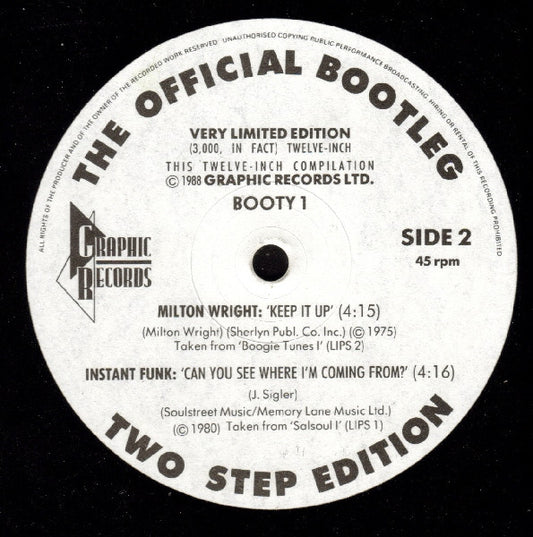 ALL RIGHTS OF THE PRODUCER AND OF THE OWNER OF THE RECORDED WORK RESERVED. UNAUTHORISED COPYING PUBLIC PERFORMANCE BROADCASTING HIRING OR RENTAL OF THIS RECORDING PROHIBITED
THE OFFICIAL BOOTLEG
VERY LIMITED EDITION
(3,000, IN FACT) TWELVE-INCH
THIS TWELVE-INCH COMPILATION
© 1988 GRAPHIC RECORDS LTD.
BOOTY 1
GRAPHIC
RECORDS
SIDE 2
45 rpm
MILTON WRIGHT: ‘KEEP IT UP’ (4:15)
(Milton Wright) (Sherlyn Publ. Co. Inc.) (© 1975)
Taken from ‘Boogie Tunes I’ (LIPS 2)
INSTANT FUNK: ‘CAN YOU SEE WHERE I’M COMING FROM?’ (4:16)
(J. Sigler)
(Soulstreet Music/Memory Lane Music Ltd.)
(© 1980) Taken from ‘Salsoul I’ (LIPS 1)
TWO STEP EDITION